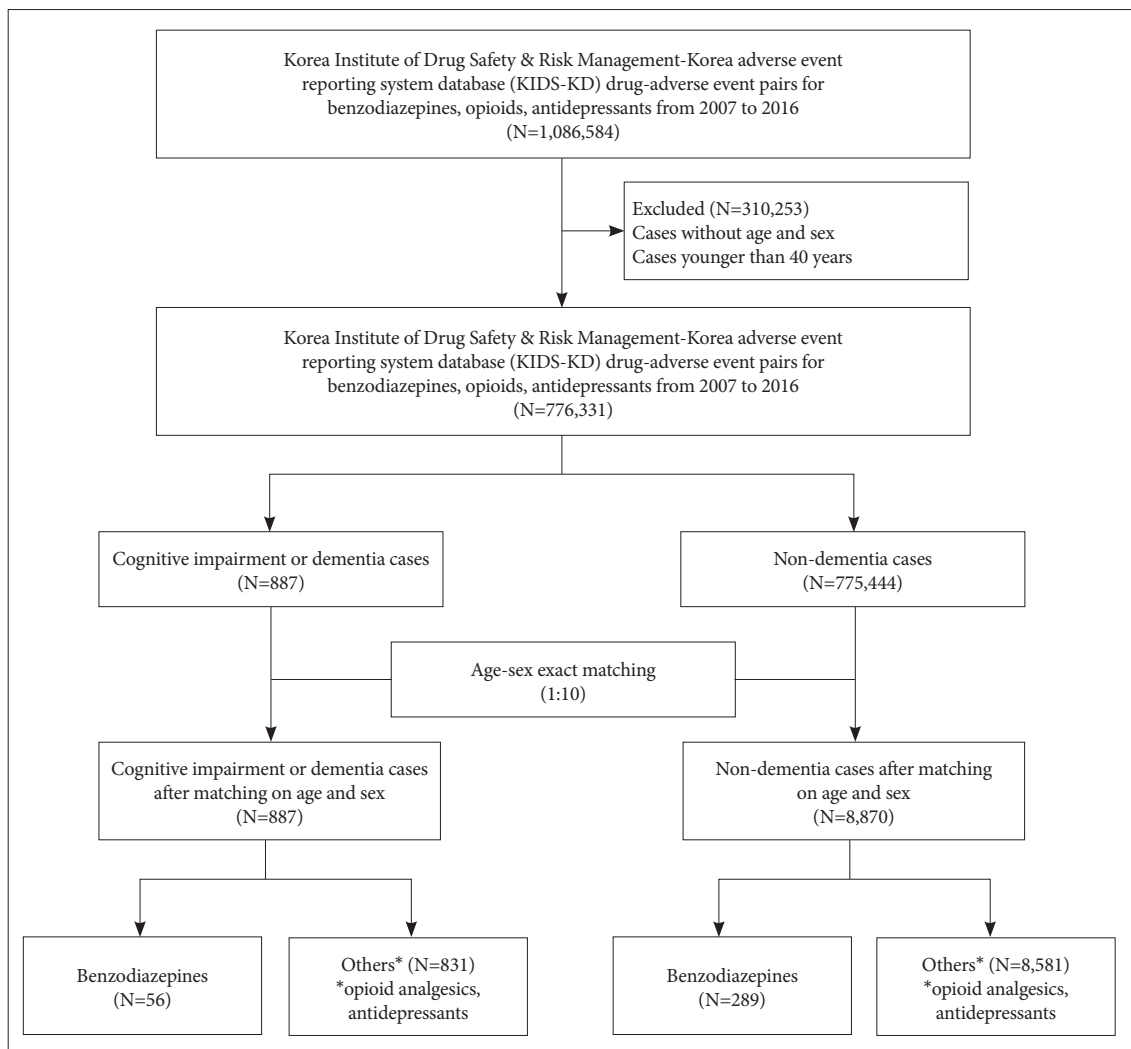 Korea Institute of Drug Safety & Risk Management-Korea adverse event
reporting system database (KIDS-KD) drug-adverse event pairs for
benzodiazepines, opioids, antidepressants from 2007 to 2016
(N=1,086,584)
Excluded (N=310,253)
Cases without age and sex
Cases younger than 40 years
Korea Institute of Drug Safety & Risk Management-Korea adverse event
reporting system database (KIDS-KD) drug-adverse event pairs for
benzodiazepines, opioids, antidepressants from 2007 to 2016
(N=776,331)
Cognitive impairment or dementia cases
(N=887)
Non-dementia cases
(N=775,444)
Age-sex exact matching
(1:10)
Cognitive impairment or dementia cases
after matching on age and sex
(N=887)
Non-dementia cases after matching
on age and sex
(N=8,870)
Benzodiazepines
(N=56)
Others* (N=831)
*opioid analgesics,
antidepressants
Benzodiazepines
(N=289)
Others* (N=8,581)
*opioid analgesics,
antidepressants